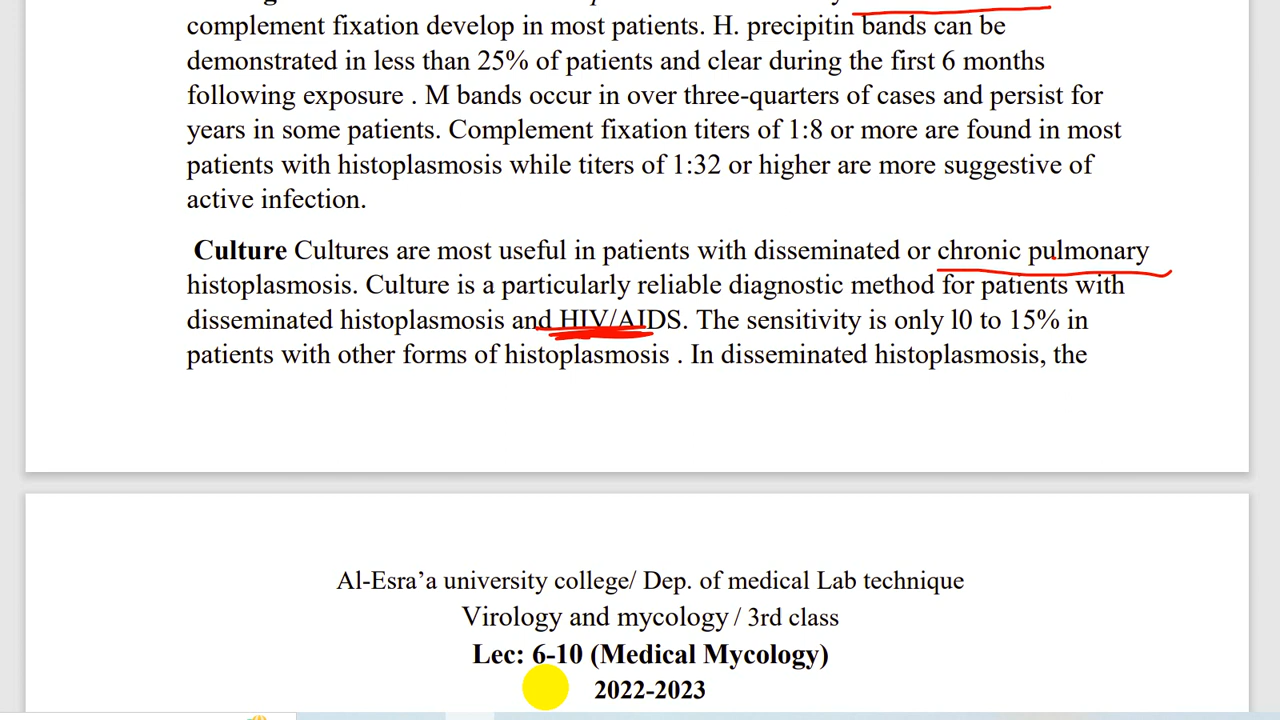 complement fixation develop in most patients. H. precipitin bands can be
demonstrated in less than 25% of patients and clear during the first 6 months
following exposure . M bands occur in over three-quarters of cases and persist for
years in some patients. Complement fixation titers of 1:8 or more are found in most
patients with histoplasmosis while titers of 1:32 or higher are more suggestive of
active infection.
Culture Cultures are most useful in patients with disseminated or chronic pulmonary
histoplasmosis. Culture is a particularly reliable diagnostic method for patients with
disseminated histoplasmosis and HIV/AIDS. The sensitivity is only l0 to 15% in
patients with other forms of histoplasmosis . In disseminated histoplasmosis, the
Al-Esra’a university college/ Dep. of medical Lab technique
Virology and mycology / 3rd class
Lec: 6-10 (Medical Mycology)
2022-2023